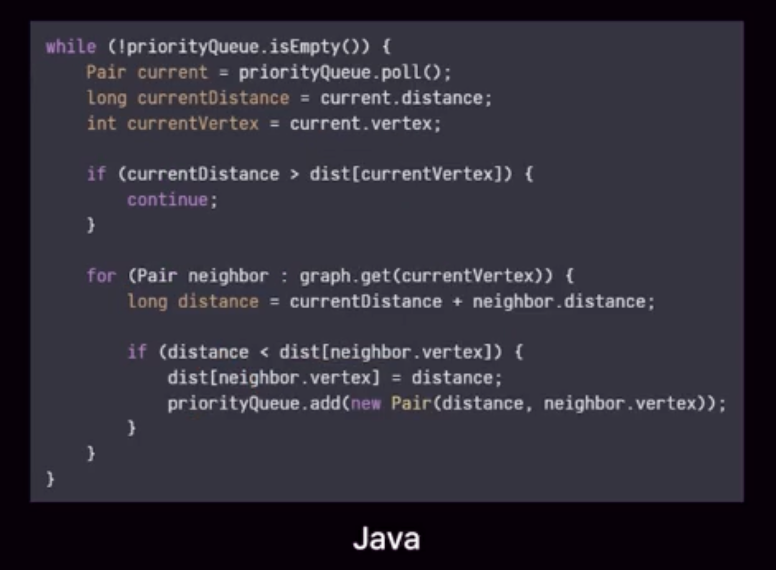 while (!priorityQueue.isEmpty()) {
    Pair current = priorityQueue.poll();
    long currentDistance = current.distance;
    int currentVertex = current.vertex;

    if (currentDistance > dist[currentVertex]) {
        continue;
    }

    for (Pair neighbor : graph.get(currentVertex)) {
        long distance = currentDistance + neighbor.distance;

        if (distance < dist[neighbor.vertex]) {
            dist[neighbor.vertex] = distance;
            priorityQueue.add(new Pair(distance, neighbor.vertex));
        }
    }
}
Java